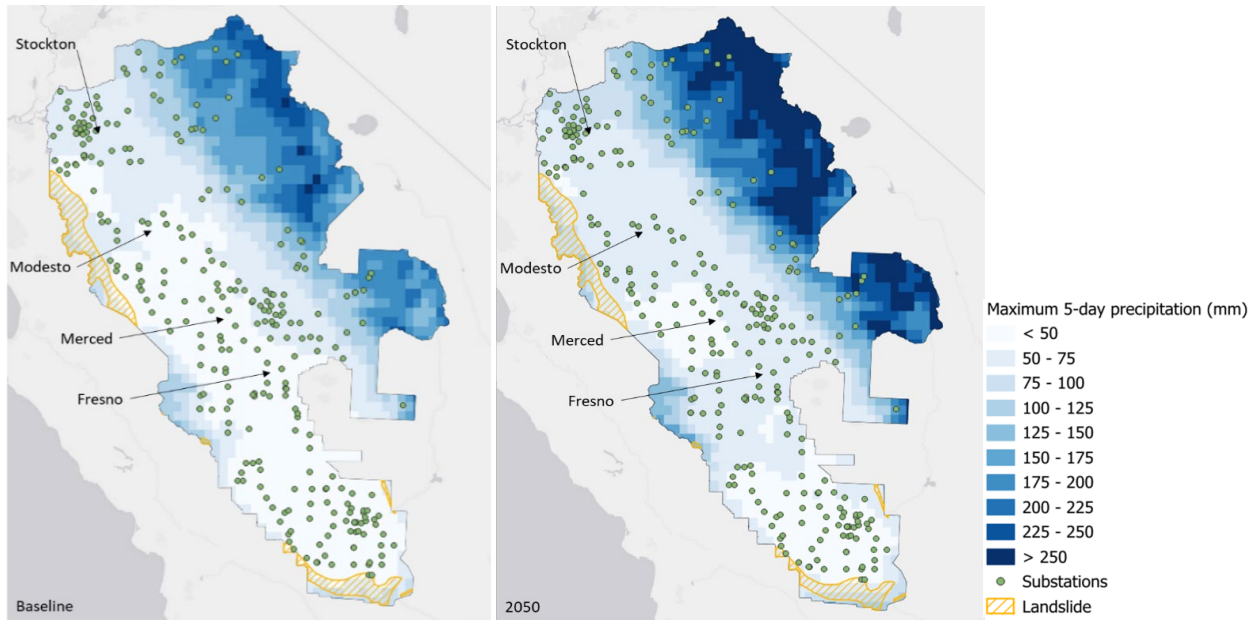 Stockton
Modesto
Merced
Fresno
Baseline
Stockton
Modesto
Merced
Fresno
2050
Maximum 5-day precipitation (mm)
< 50
50 - 75
75 - 100
100 - 125
125 - 150
150 - 175
175 - 200
200 - 225
225 - 250
> 250
Substations
Landslide